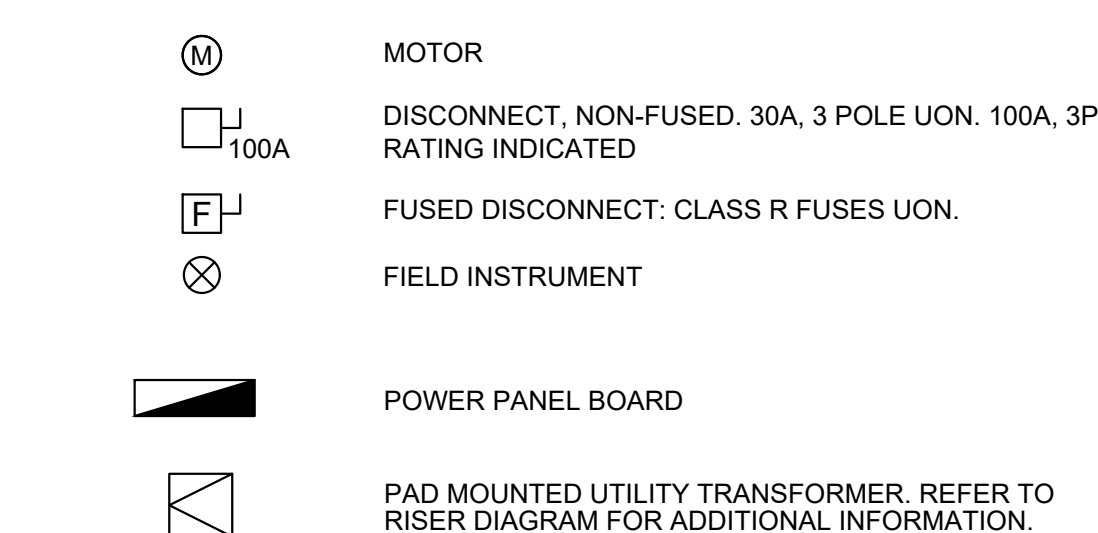 M MOTOR
DISCONNECT, NON-FUSED. 30A, 3 POLE UON. 100A, 3P
100A RATING INDICATED
F FUSED DISCONNECT: CLASS R FUSES UON.
FIELD INSTRUMENT
POWER PANEL BOARD
PAD MOUNTED UTILITY TRANSFORMER. REFER TO
RISER DIAGRAM FOR ADDITIONAL INFORMATION.